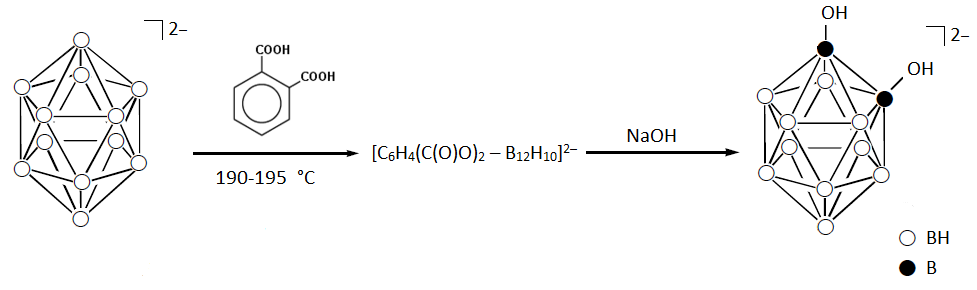 2–
COOH
COOH
190-195 °C
[C₆H₄(C(O)O)₂ – B₁₂H₁₀]²⁻
NaOH
OH
2–
OH
BH
B